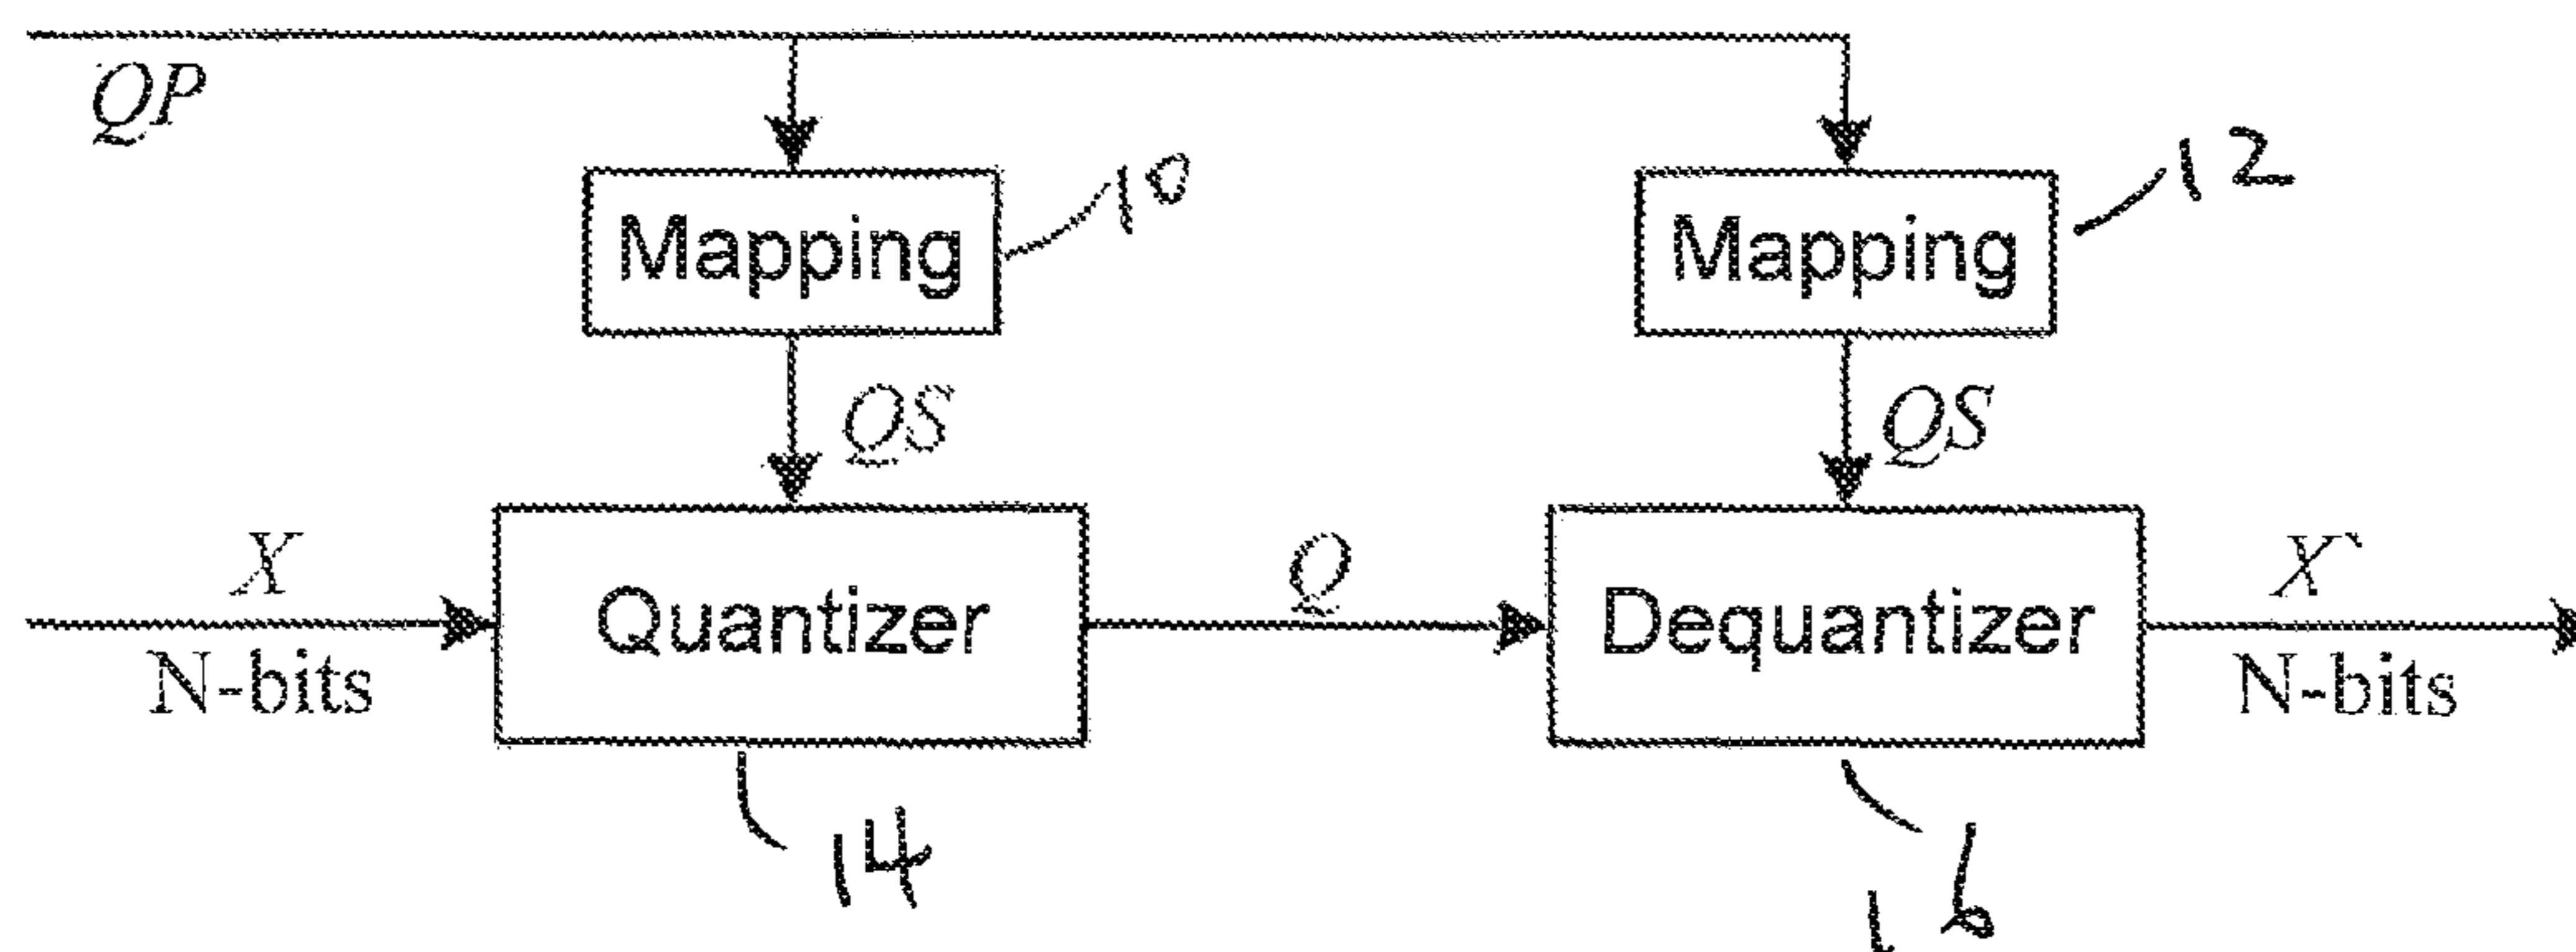 QP
Mapping 10
Mapping 12
QS
QS
X
N-bits
Quantizer
Q
Dequantizer
X`
N-bits
14
16